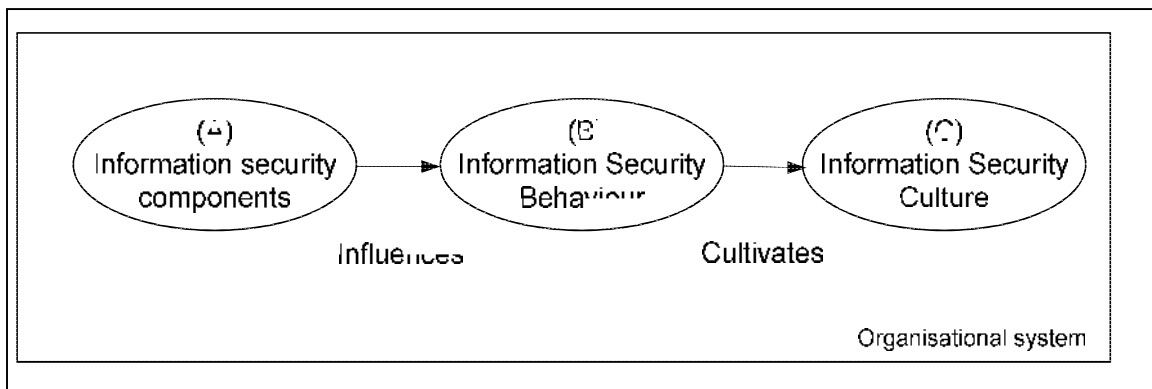 (A)
Information security
components
(B)
Information Security
Behaviour
(C)
Information Security
Culture
Influences
Cultivates
Organisational system